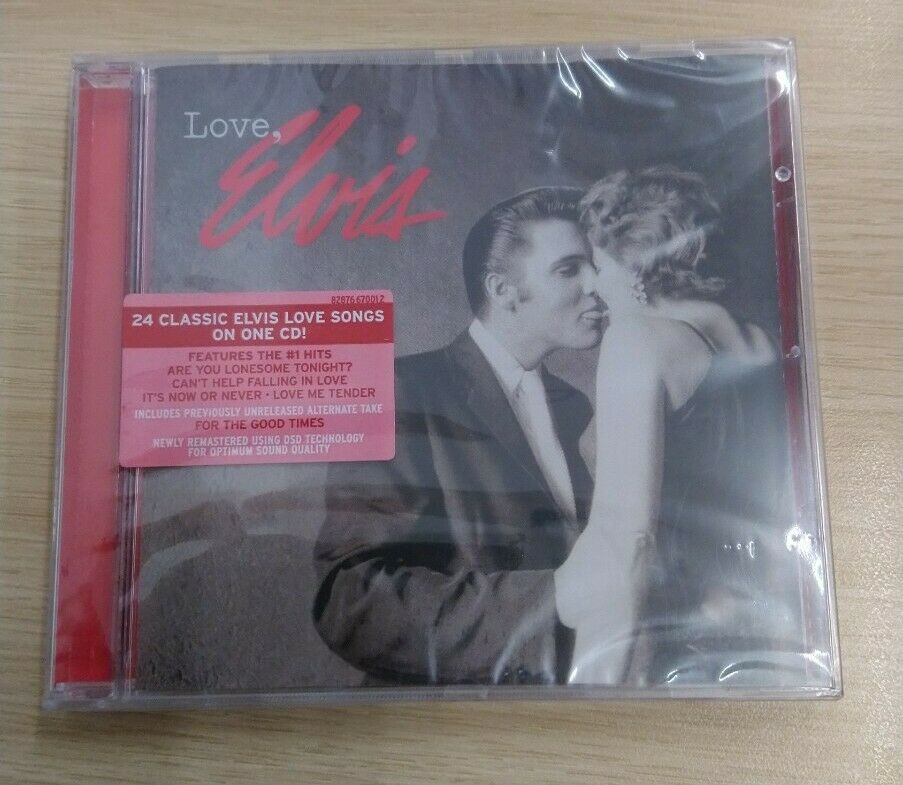 Love,
Elvis
82876 67001 2
24 CLASSIC ELVIS LOVE SONGS
ON ONE CD!
FEATURES THE #1 HITS
ARE YOU LONESOME TONIGHT?
CAN'T HELP FALLING IN LOVE
IT'S NOW OR NEVER • LOVE ME TENDER
INCLUDES PREVIOUSLY UNRELEASED ALTERNATE TAKE
FOR THE GOOD TIMES
NEWLY REMASTERED USING DSD TECHNOLOGY
FOR OPTIMUM SOUND QUALITY